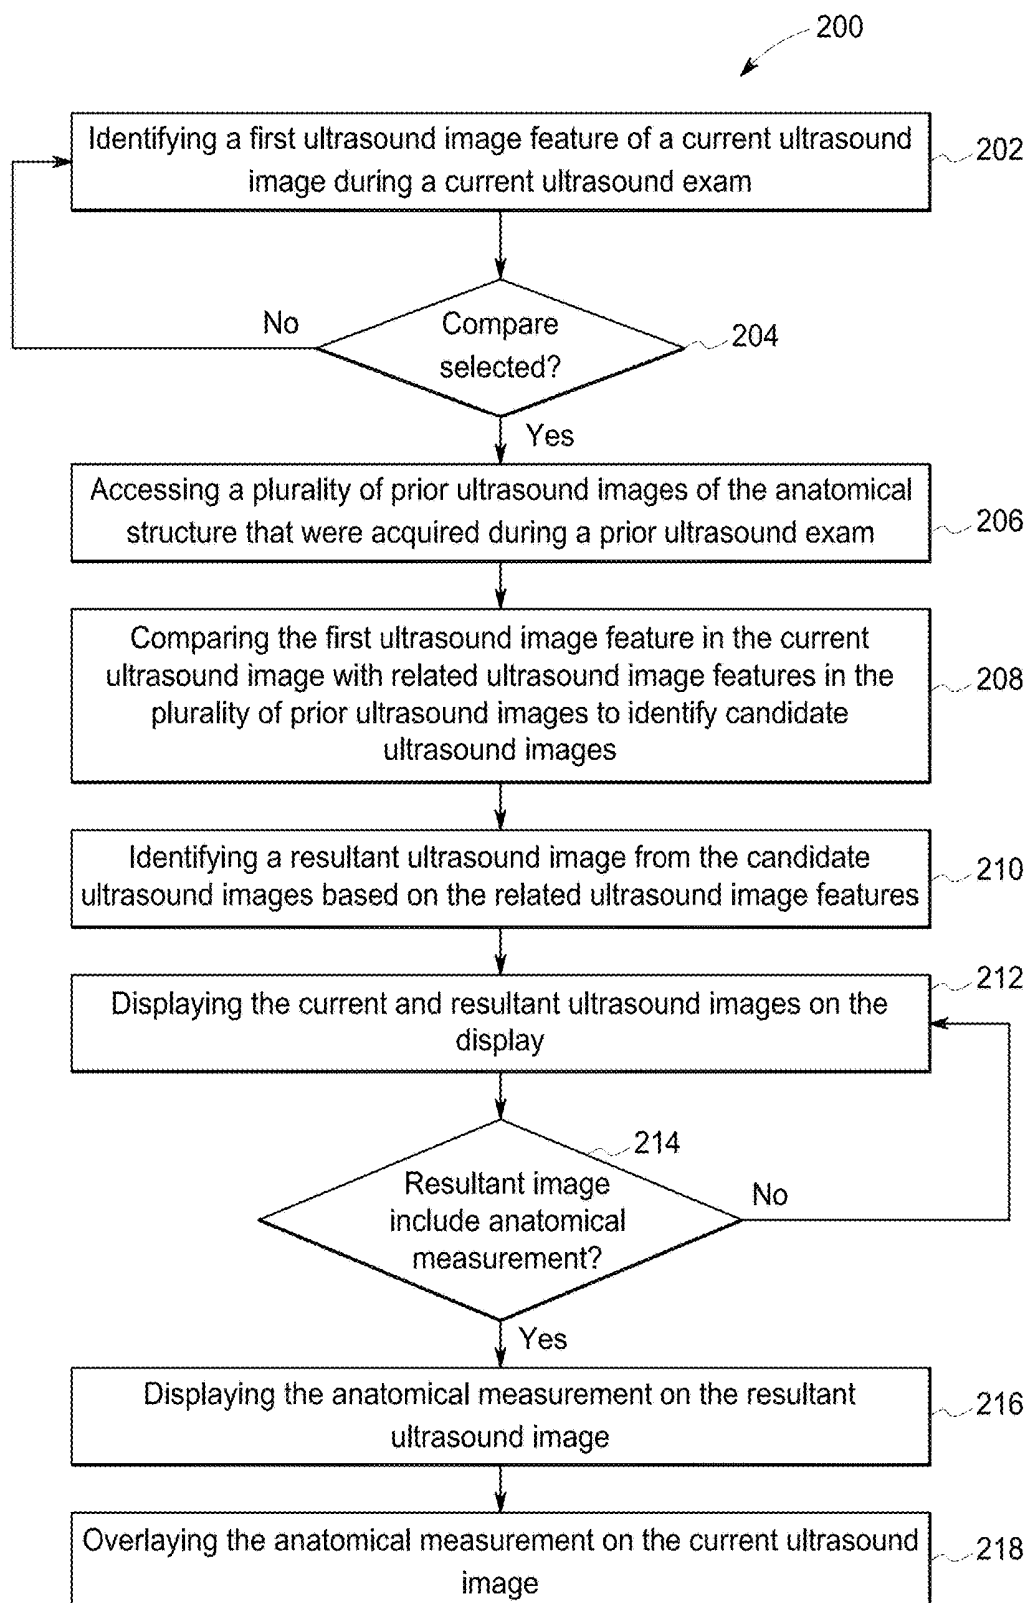 200
Identifying a first ultrasound image feature of a current ultrasound
image during a current ultrasound exam
202
No
Compare
selected?
204
Yes
Accessing a plurality of prior ultrasound images of the anatomical
structure that were acquired during a prior ultrasound exam
206
Comparing the first ultrasound image feature in the current
ultrasound image with related ultrasound image features in the
plurality of prior ultrasound images to identify candidate
ultrasound images
208
Identifying a resultant ultrasound image from the candidate
ultrasound images based on the related ultrasound image features
210
Displaying the current and resultant ultrasound images on the
display
212
214
Resultant image
include anatomical
measurement?
No
Yes
Displaying the anatomical measurement on the resultant
ultrasound image
216
Overlaying the anatomical measurement on the current ultrasound
image
218